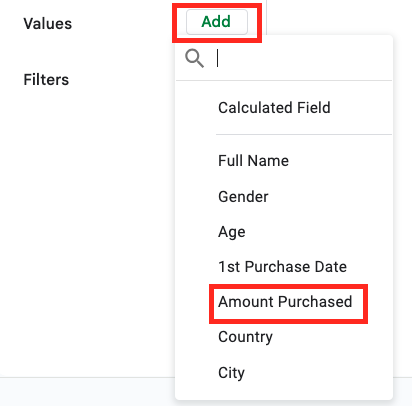 Values
Add
Filters
Calculated Field
Full Name
Gender
Age
1st Purchase Date
Amount Purchased
Country
City